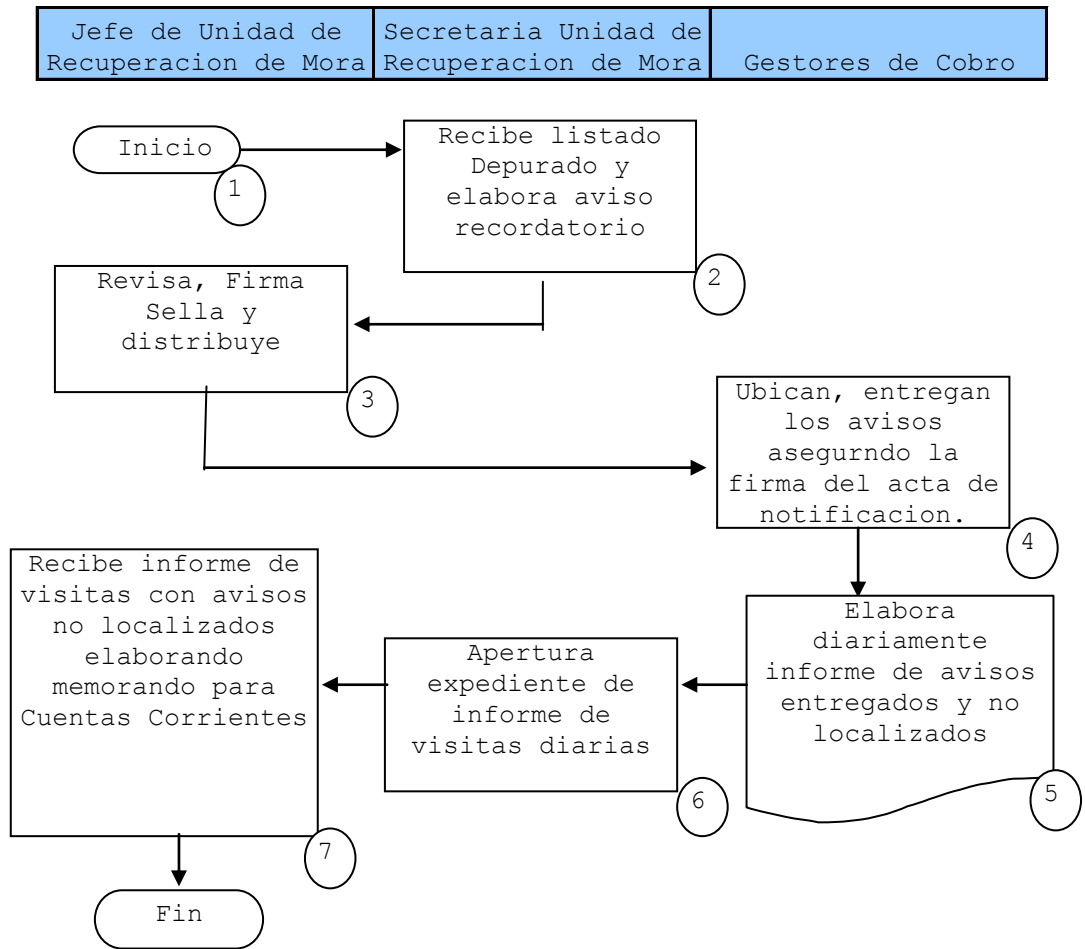 Jefe de Unidad de
Recuperacion de Mora
Secretaria Unidad de
Recuperacion de Mora
Gestores de Cobro
Inicio
1
Recibe listado
Depurado y
elabora aviso
recordatorio
2
Revisa, Firma
Sella y
distribuye
3
Ubican, entregan
los avisos
asegurndo la
firma del acta de
notificacion.
4
Elabora
diariamente
informe de avisos
entregados y no
localizados
5
Apertura
expediente de
informe de
visitas diarias
6
Recibe informe de
visitas con avisos
no localizados
elaborando
memorando para
Cuentas Corrientes
7
Fin